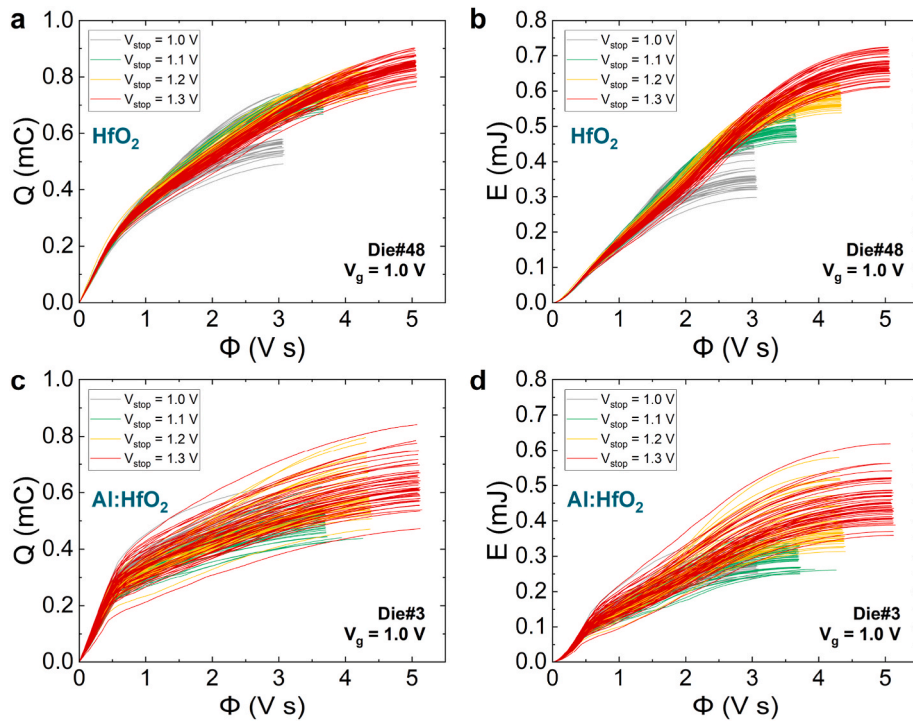 a
V_stop = 1.0 V
V_stop = 1.1 V
V_stop = 1.2 V
V_stop = 1.3 V
HfO₂
Die#48
V_g = 1.0 V
Q (mC)
1.0
0.8
0.6
0.4
0.2
0.0
0 1 2 3 4 5
Φ (V s)
b
V_stop = 1.0 V
V_stop = 1.1 V
V_stop = 1.2 V
V_stop = 1.3 V
HfO₂
Die#48
V_g = 1.0 V
E (mJ)
0.8
0.7
0.6
0.5
0.4
0.3
0.2
0.1
0.0
0 1 2 3 4 5
Φ (V s)
c
V_stop = 1.0 V
V_stop = 1.1 V
V_stop = 1.2 V
V_stop = 1.3 V
Al:HfO₂
Die#3
V_g = 1.0 V
Q (mC)
1.0
0.8
0.6
0.4
0.2
0.0
0 1 2 3 4 5
Φ (V s)
d
V_stop = 1.0 V
V_stop = 1.1 V
V_stop = 1.2 V
V_stop = 1.3 V
Al:HfO₂
Die#3
V_g = 1.0 V
E (mJ)
0.8
0.7
0.6
0.5
0.4
0.3
0.2
0.1
0.0
0 1 2 3 4 5
Φ (V s)